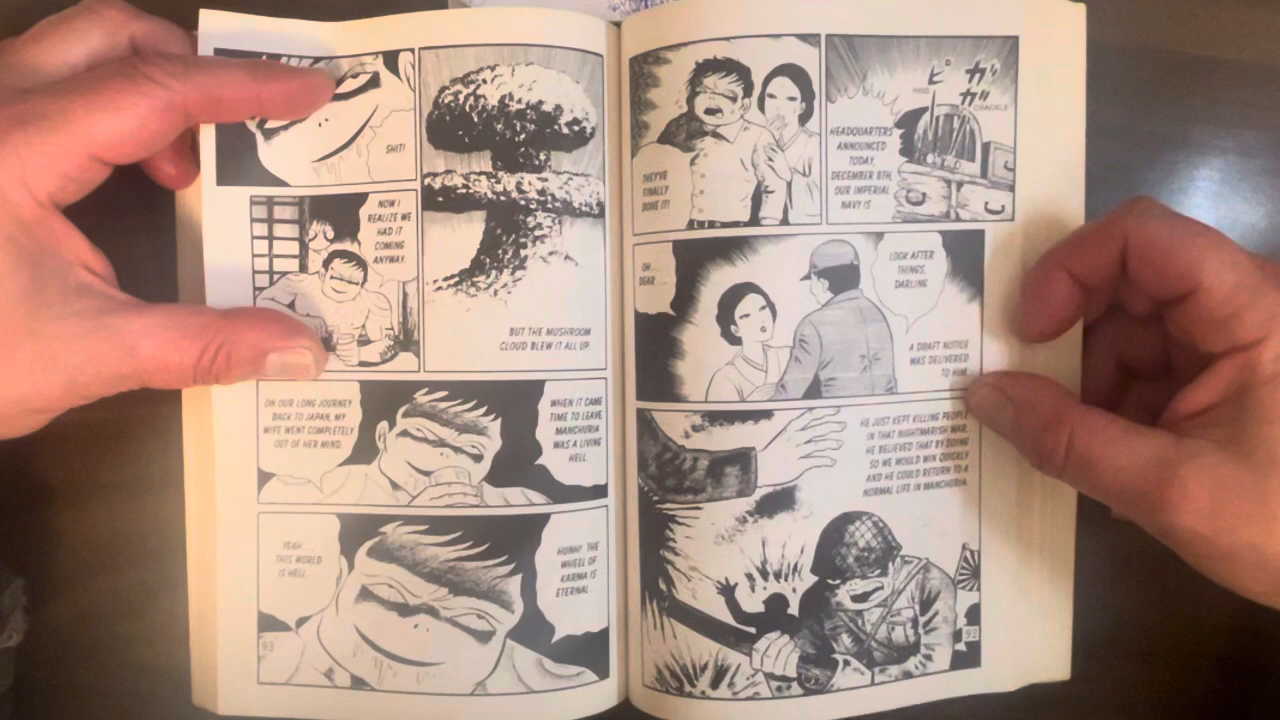 ピ
ガガ
CRACKLE
HEADQUARTERS
ANNOUNCED
TODAY,
DECEMBER 8TH,
OUR IMPERIAL
NAVY IS...
THEY'VE
FINALLY
DONE IT!
LOOK AFTER
THINGS,
DARLING
OH...
DEAR...
A DRAFT NOTICE
WAS DELIVERED
TO HIM.
HE JUST KEPT KILLING PEOPLE
IN THAT NIGHTMARISH WAR.
HE BELIEVED THAT BY DOING
SO WE WOULD WIN QUICKLY
AND HE COULD RETURN TO A
NORMAL LIFE IN MANCHURIA.
92
BUT THE MUSHROOM
CLOUD BLEW IT ALL UP.
SHIT!
NOW I
REALIZE WE
HAD IT
COMING
ANYWAY.
WHEN IT CAME
TIME TO LEAVE,
MANCHURIA
WAS A LIVING
HELL.
ON OUR LONG JOURNEY
BACK TO JAPAN, MY
WIFE WENT COMPLETELY
OUT OF HER MIND.
HUNH! THE
WHEEL OF
KARMA IS
ETERNAL...
YEAH...
THIS WORLD
IS HELL...
93